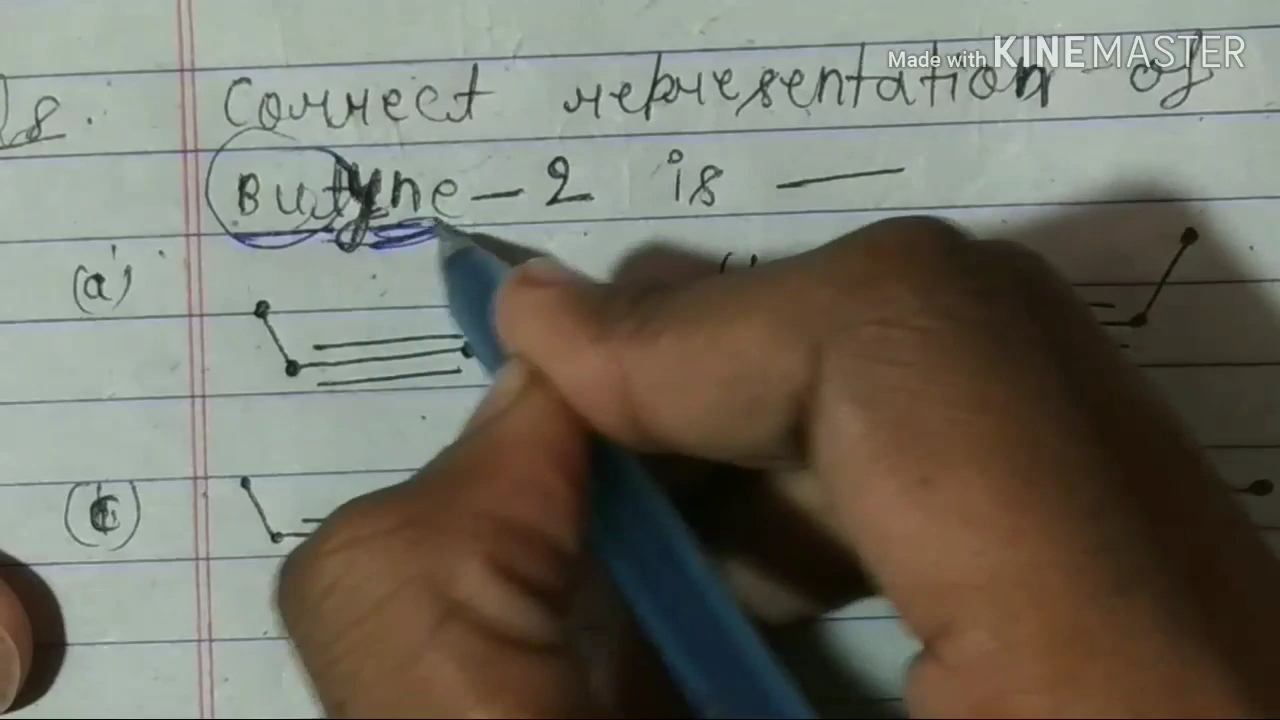 Made with KINEMASTER
Q8. Correct representation of
Butyne-2 is —
(a)
(c)